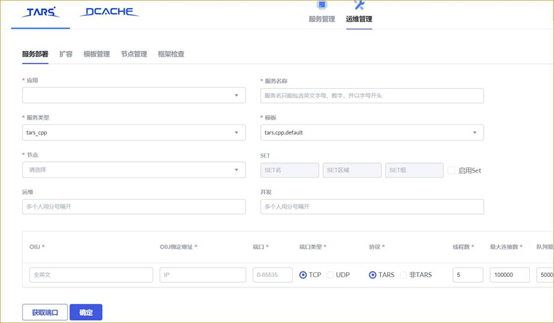 TARS DCACHE
服务管理 运维管理
服务部署 扩容 模板管理 节点管理 框架检查
* 应用 * 服务名称
服务名只能包含英文字母、数字，并以字母开头
* 服务类型 * 模板
tars_cpp tars.cpp.default
* 节点 SET
请选择 SET名 SET区域 SET组 启用Set
运维 开发
多个人用分号隔开 多个人用分号隔开
OBJ * OBJ绑定地址 * 端口 * 端口类型 * 协议 * 线程数 * 最大连接数 * 队列最
全英文 IP 0-65535 TCP UDP TARS 非TARS 5 100000 5000
获取端口 确定